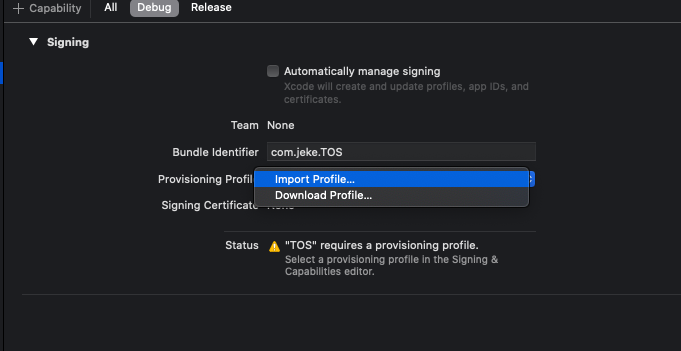 + Capability All Debug Release
Signing
Automatically manage signing
Xcode will create and update profiles, app IDs, and
certificates.
Team None
Bundle Identifier com.jeke.TOS
Provisioning Profil
Import Profile...
Download Profile...
Signing Certificate
Status "TOS" requires a provisioning profile.
Select a provisioning profile in the Signing &
Capabilities editor.